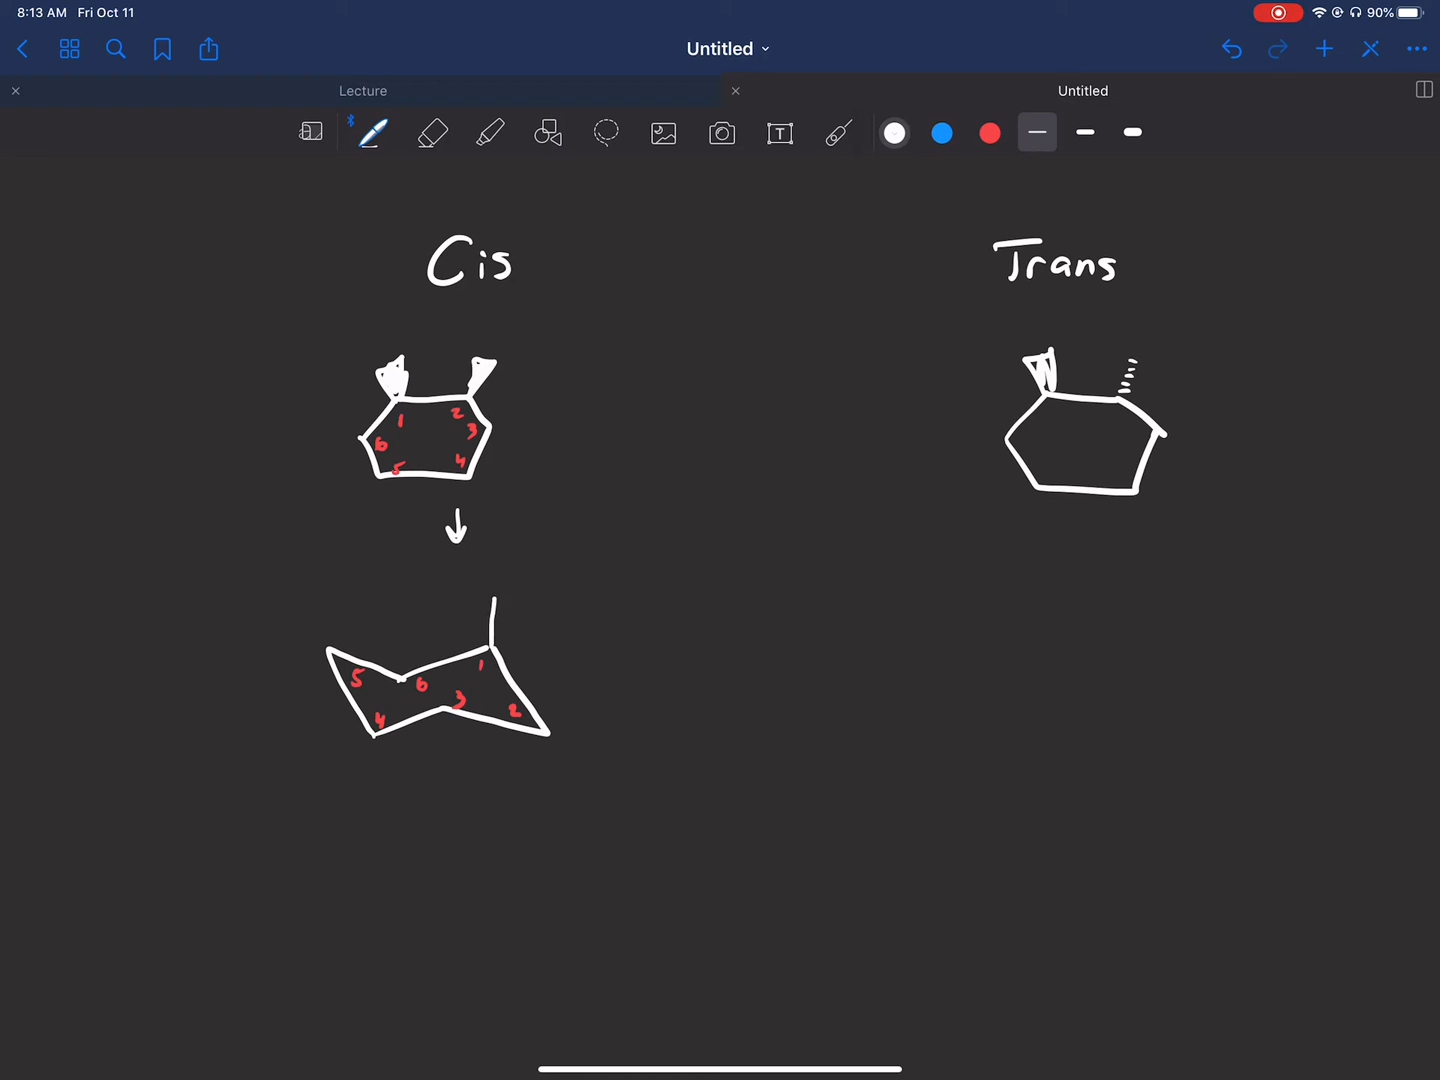 8:13 AM Fri Oct 11
90%
Untitled
Lecture
Untitled
T
Cis
Trans
1 2
6 3
5 4
1
5 6
3 2
4